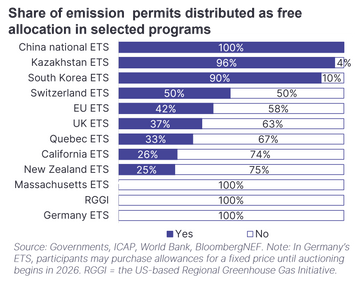 Share of emission permits distributed as free
allocation in selected programs
China national ETS 100%
Kazakhstan ETS 96% 4%
South Korea ETS 90% 10%
Switzerland ETS 50% 50%
EU ETS 42% 58%
UK ETS 37% 63%
Quebec ETS 33% 67%
California ETS 26% 74%
New Zealand ETS 25% 75%
Massachusetts ETS 100%
RGGI 100%
Germany ETS 100%
Yes No
Source: Governments, ICAP, World Bank, BloombergNEF. Note: In Germany's
ETS, participants may purchase allowances for a fixed price until auctioning
begins in 2026. RGGI = the US-based Regional Greenhouse Gas Initiative.